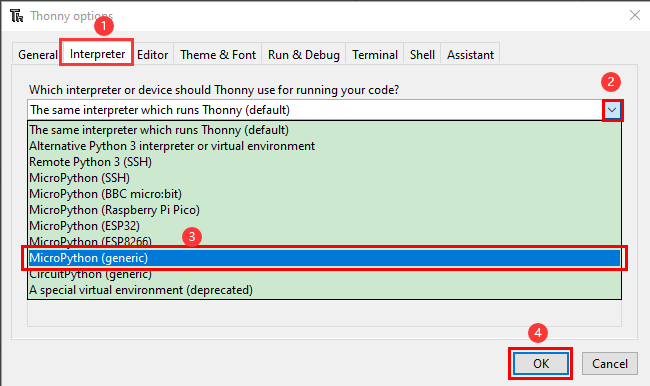 Thonny options
1
General Interpreter Editor Theme & Font Run & Debug Terminal Shell Assistant
Which interpreter or device should Thonny use for running your code?
2
The same interpreter which runs Thonny (default)
The same interpreter which runs Thonny (default)
Alternative Python 3 interpreter or virtual environment
Remote Python 3 (SSH)
MicroPython (SSH)
MicroPython (BBC micro:bit)
MicroPython (Raspberry Pi Pico)
MicroPython (ESP32)
MicroPython (ESP8266)
3
MicroPython (generic)
CircuitPython (generic)
A special virtual environment (deprecated)
4
OK Cancel